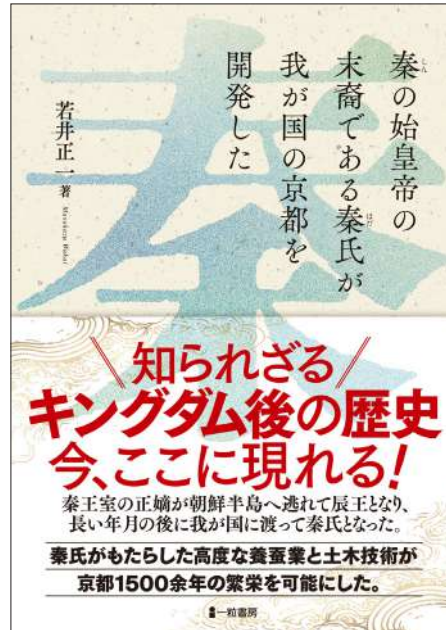 秦の始皇帝の
末裔である秦氏が
我が国の京都を
開発した
若井正一 著
Masakazu Wakai
秦
知られざる
キングダム後の歴史
今、ここに現れる!
秦王室の正嫡が朝鮮半島へ逃れて辰王となり、
長い年月の後に我が国に渡って秦氏となった。
秦氏がもたらした高度な養蚕業と土木技術が
京都1500余年の繁栄を可能にした。
一粒書房